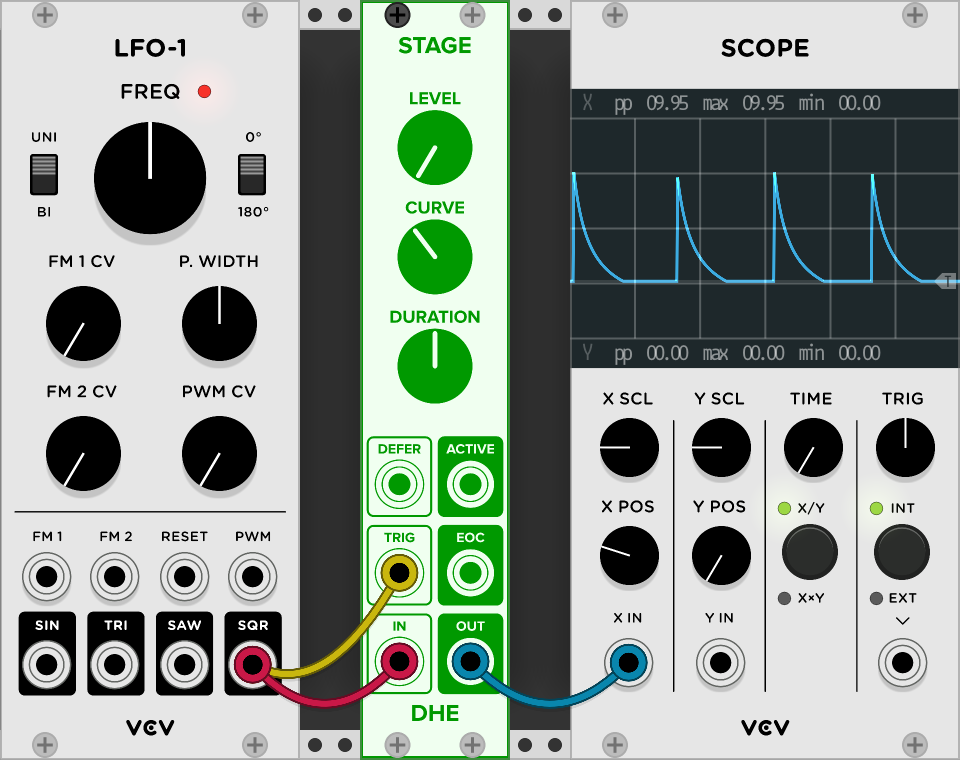 LFO-1
FREQ
UNI
0°
BI
180°
FM 1 CV
P. WIDTH
FM 2 CV
PWM CV
FM 1
FM 2
RESET
PWM
SIN
TRI
SAW
SQR
VCV
STAGE
LEVEL
CURVE
DURATION
DEFER
ACTIVE
TRIG
EOC
IN
OUT
DHE
SCOPE
X pp 09.95 max 09.95 min 00.00
T
Y pp 00.00 max 00.00 min 00.00
X SCL
Y SCL
TIME
TRIG
X POS
Y POS
X/Y
INT
X×Y
EXT
X IN
Y IN
VCV